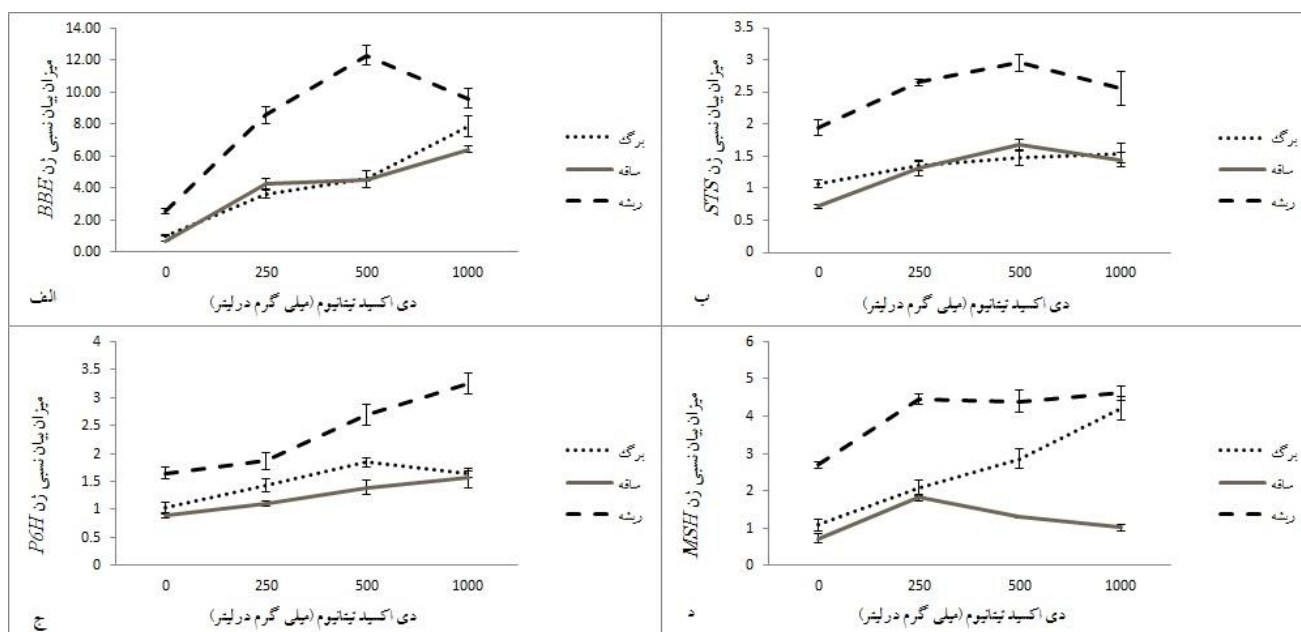 14.00
12.00
10.00
8.00
6.00
4.00
2.00
0.00
میزان بیان نسبی ژن BBE
0 250 500 1000
دی اکسید تیتانیوم (میلی گرم در لیتر)
برگ
ساقه
ریشه
الف
3.5
3
2.5
2
1.5
1
0.5
0
میزان بیان نسبی ژن STS
0 250 500 1000
دی اکسید تیتانیوم (میلی گرم در لیتر)
برگ
ساقه
ریشه
ب
4
3.5
3
2.5
2
1.5
1
0.5
0
میزان بیان نسبی ژن P6H
0 250 500 1000
دی اکسید تیتانیوم (میلی گرم در لیتر)
برگ
ساقه
ریشه
ج
6
5
4
3
2
1
0
میزان بیان نسبی ژن MSH
0 250 500 1000
دی اکسید تیتانیوم (میلی گرم در لیتر)
برگ
ساقه
ریشه
د